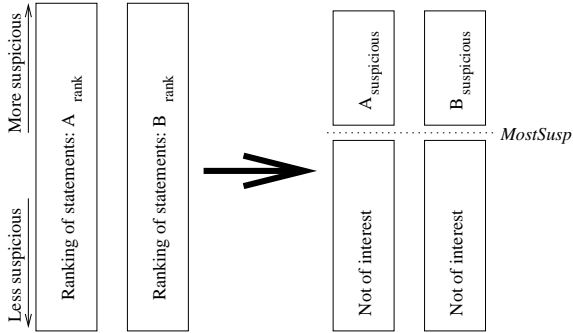 More suspicious
Less suspicious
Ranking of statements: A rank
Ranking of statements: B rank
A suspicious
B suspicious
MostSusp
Not of interest
Not of interest